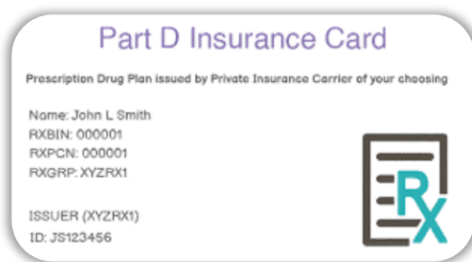 Part D Insurance Card
Prescription Drug Plan issued by Private Insurance Carrier of your choosing
Name: John L Smith
RXBIN: 000001
RXPCN: 000001
RXGRP: XYZRX1
ISSUER (XYZRX1)
ID: JS123456
RX